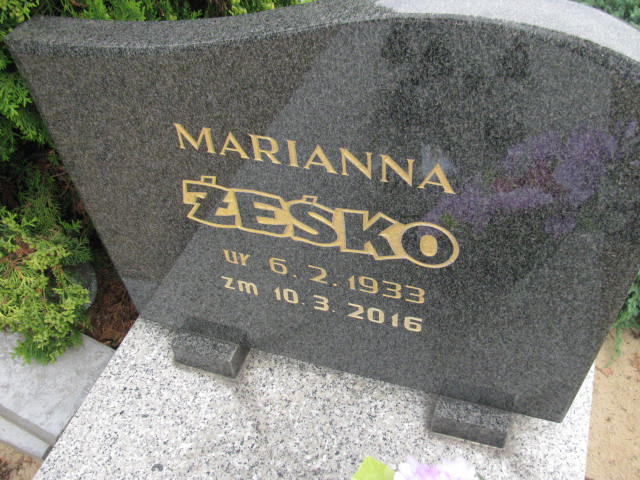 MARIANNA
ŻEŚKO
ur 6.2.1933
zm 10.3.2016